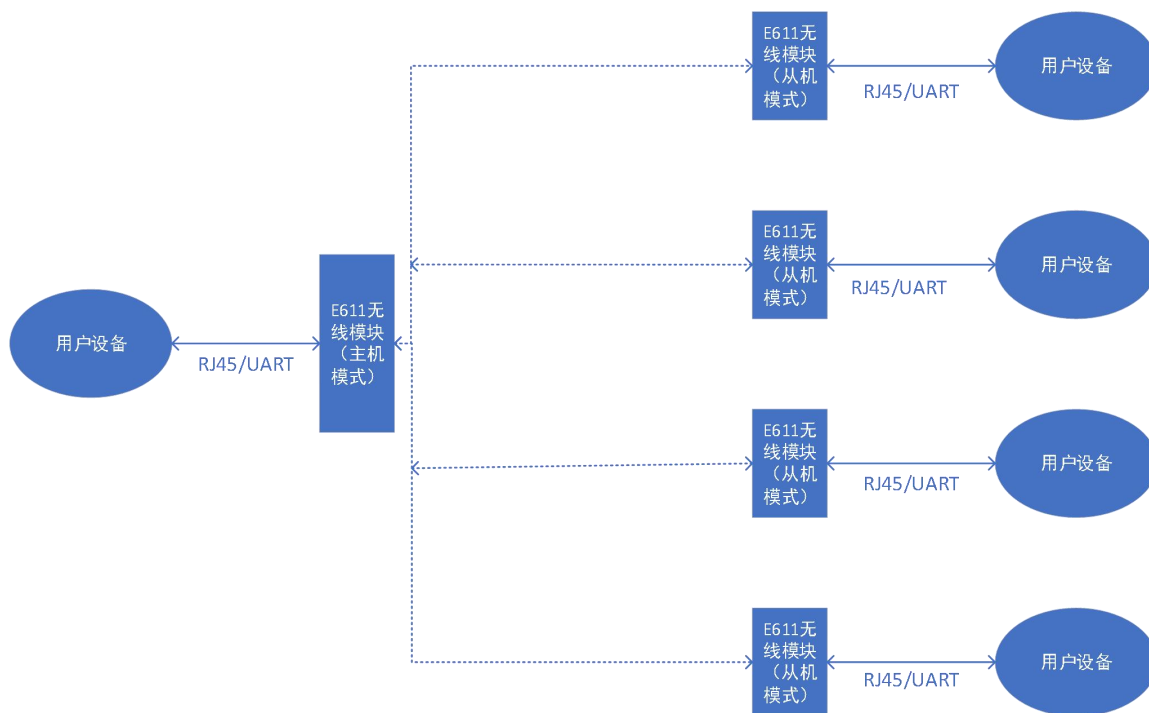 E611无
线模块
（从机
模式）
RJ45/UART
用户设备
E611无
线模块
（从机
模式）
RJ45/UART
用户设备
用户设备
RJ45/UART
E611无
线模块
（主机
模式）
E611无
线模块
（从机
模式）
RJ45/UART
用户设备
E611无
线模块
（从机
模式）
RJ45/UART
用户设备